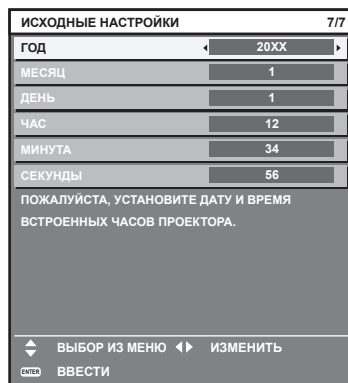 ИСХОДНЫЕ НАСТРОЙКИ 7/7
ГОД 20XX
МЕСЯЦ 1
ДЕНЬ 1
ЧАС 12
МИНУТА 34
СЕКУНДЫ 56
ПОЖАЛУЙСТА, УСТАНОВИТЕ ДАТУ И ВРЕМЯ
ВСТРОЕННЫХ ЧАСОВ ПРОЕКТОРА.
ВЫБОР ИЗ МЕНЮ ИЗМЕНИТЬ
ENTER ВВЕСТИ